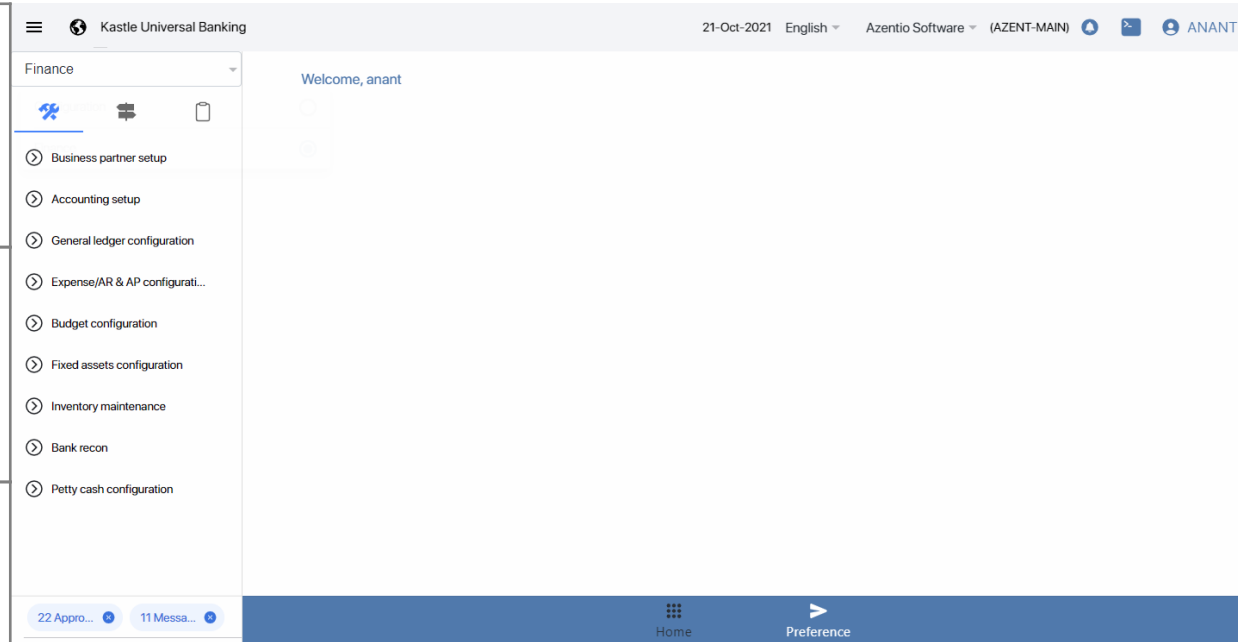 Kastle Universal Banking
21-Oct-2021 English Azentio Software (AZENT-MAIN) ANANT
Finance
Welcome, anant
Business partner setup
Accounting setup
General ledger configuration
Expense/AR & AP configurati...
Budget configuration
Fixed assets configuration
Inventory maintenance
Bank recon
Petty cash configuration
22 Appro... 11 Messa...
Home Preference